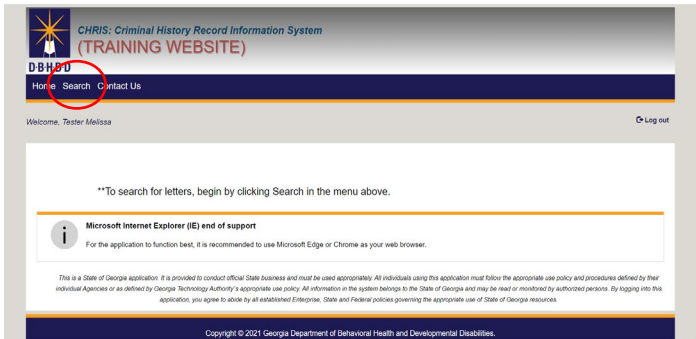 CHRIS: Criminal History Record Information System
(TRAINING WEBSITE)
D·B·H·D·D
Home Search Contact Us
Welcome, Tester Melissa
Log out
**To search for letters, begin by clicking Search in the menu above.
i
Microsoft Internet Explorer (IE) end of support
For the application to function best, it is recommended to use Microsoft Edge or Chrome as your web browser.
This is a State of Georgia application. It is provided to conduct official State business and must be used appropriately. All individuals using this application must follow the appropriate use policy and procedures defined by their
individual Agencies or as defined by Georgia Technology Authority's appropriate use policy. All information in the system belongs to the State of Georgia and may be read or monitored by authorized persons. By logging into this
application, you agree to abide by all established Enterprise, State and Federal policies governing the appropriate use of State of Georgia resources.
Copyright © 2021 Georgia Department of Behavioral Health and Developmental Disabilities.